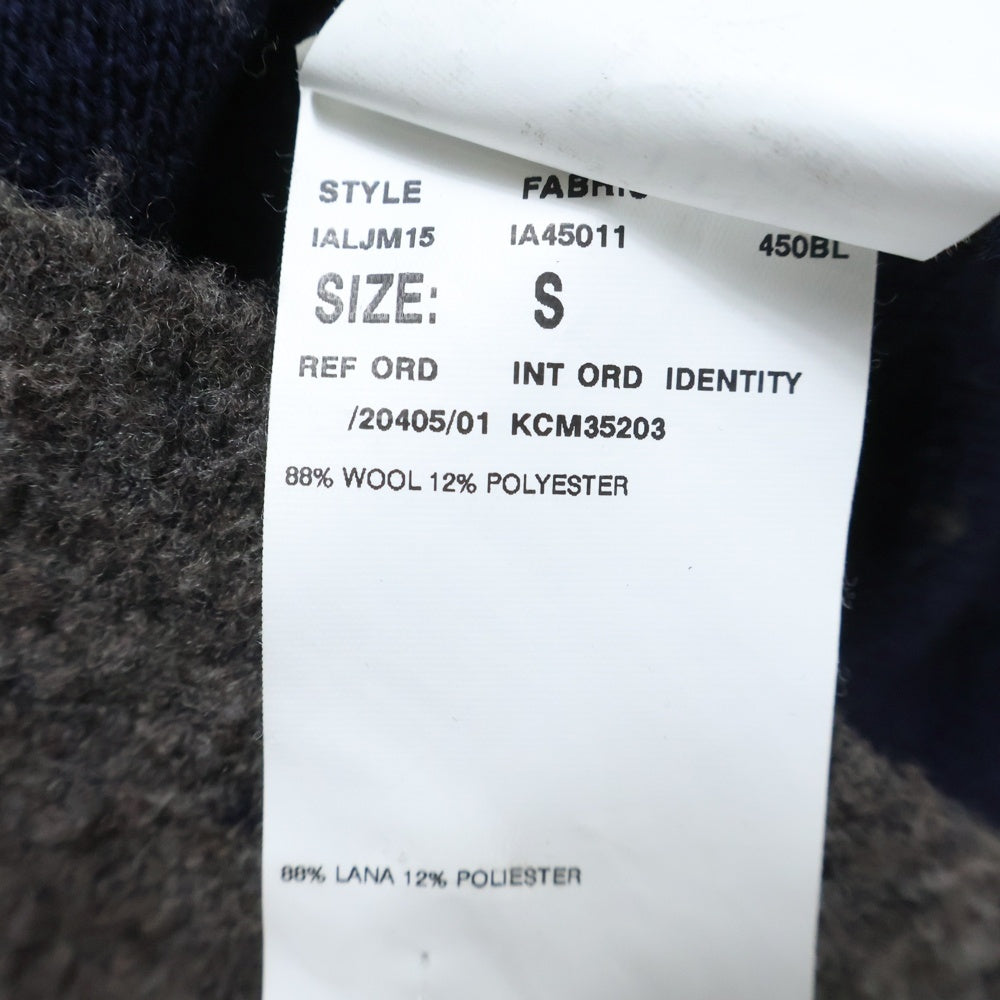 STYLE FABRIC
IALJM15 IA45011 450BL
SIZE: S
REF ORD INT ORD IDENTITY
/20405/01 KCM35203
88% WOOL 12% POLYESTER
88% LANA 12% POLIESTER